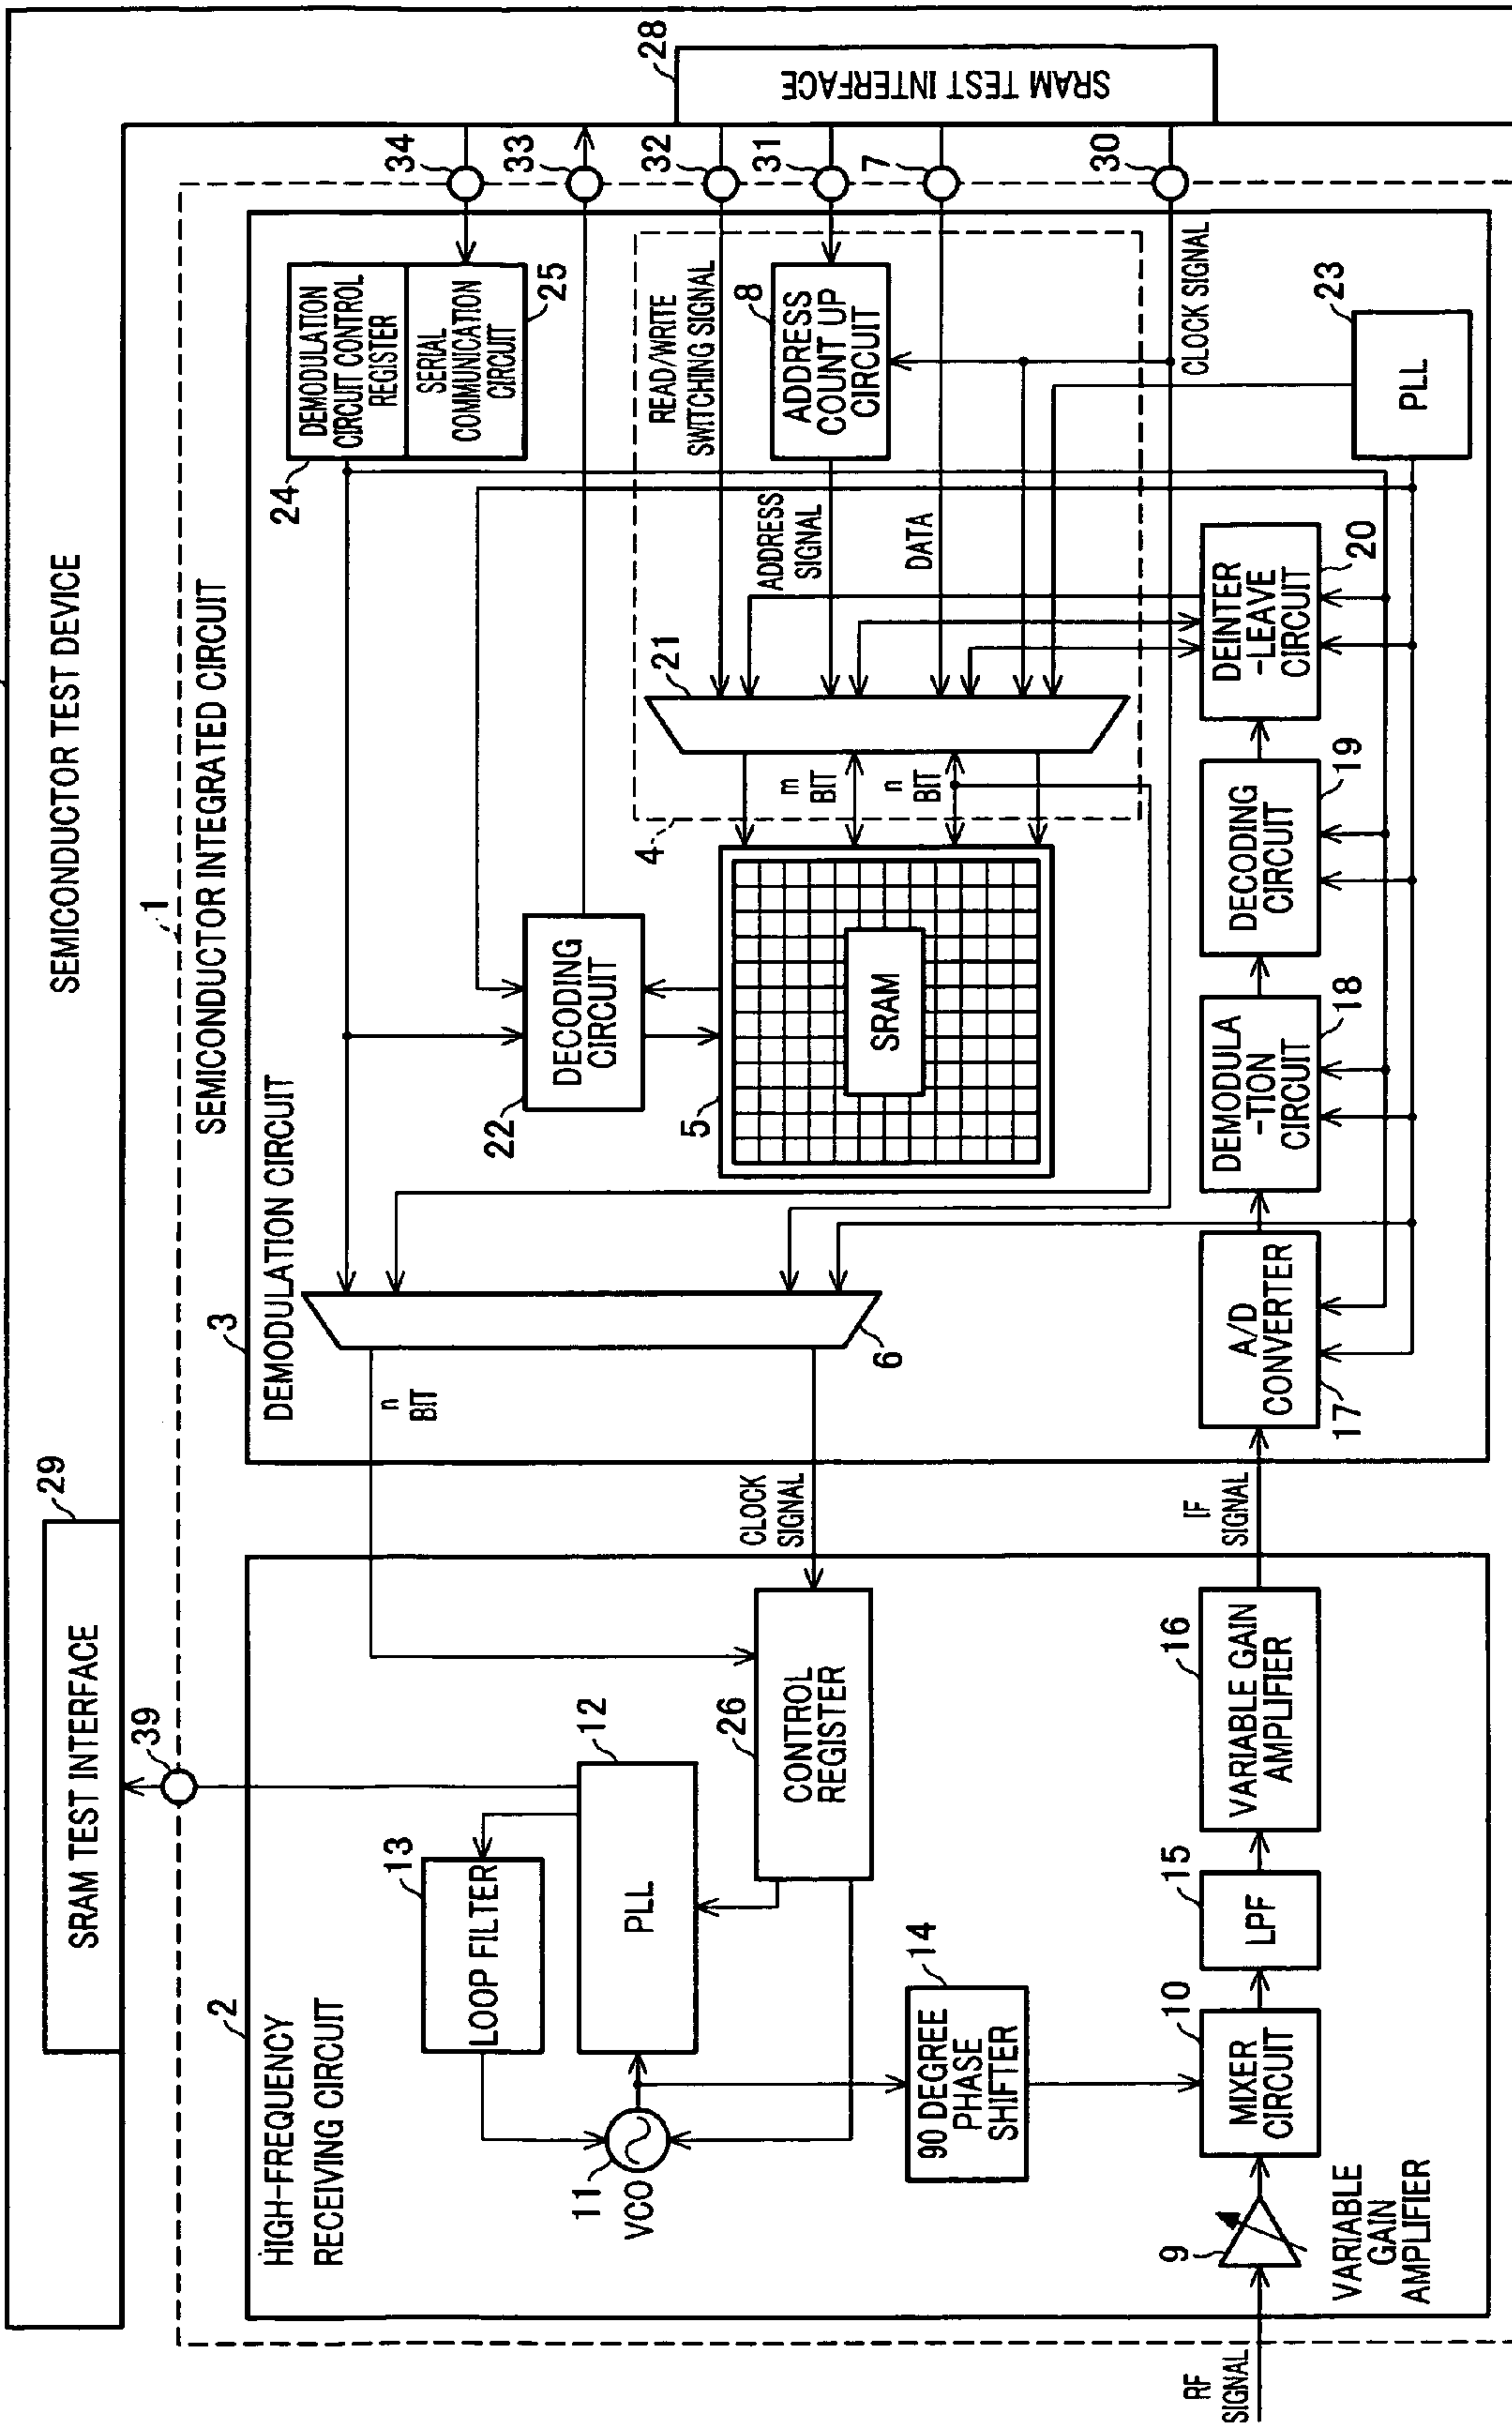 SEMICONDUCTOR TEST DEVICE
29
SRAM TEST INTERFACE
28
SRAM TEST INTERFACE
39
1
SEMICONDUCTOR INTEGRATED CIRCUIT
34
33
32
31
7
30
2
HIGH-FREQUENCY
RECEIVING CIRCUIT
13
LOOP FILTER
12
PLL
11
VCO
26
CONTROL
REGISTER
14
90 DEGREE
PHASE
SHIFTER
RF
SIGNAL
9
VARIABLE
GAIN
AMPLIFIER
10
MIXER
CIRCUIT
15
LPF
16
VARIABLE GAIN
AMPLIFIER
n
BIT
CLOCK
SIGNAL
IF
SIGNAL
3
DEMODULATION CIRCUIT
6
24
DEMODULATION
CIRCUIT CONTROL
REGISTER
SERIAL
COMMUNICATION
CIRCUIT
25
22
DECODING
CIRCUIT
5
SRAM
4
m
BIT
n
BIT
21
READ/WRITE
SWITCHING SIGNAL
8
ADDRESS
COUNT UP
CIRCUIT
ADDRESS
SIGNAL
DATA
CLOCK SIGNAL
23
PLL
17
A/D
CONVERTER
18
DEMODULA
-TION
CIRCUIT
19
DECODING
CIRCUIT
20
DEINTER
-LEAVE
CIRCUIT